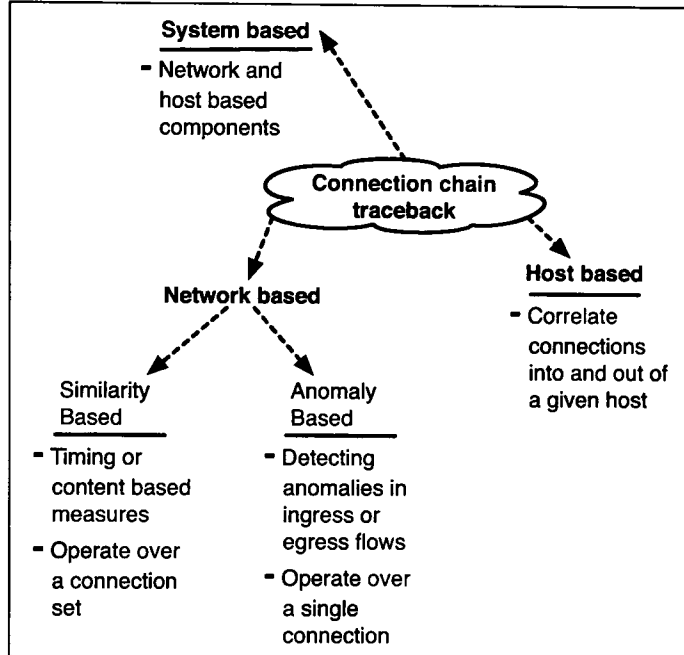 System based
- Network and
host based
components
Connection chain
traceback
Network based
Host based
- Correlate
connections
into and out of
a given host
Similarity
Based
- Timing or
content based
measures
- Operate over
a connection
set
Anomaly
Based
- Detecting
anomalies in
ingress or
egress flows
- Operate over
a single
connection